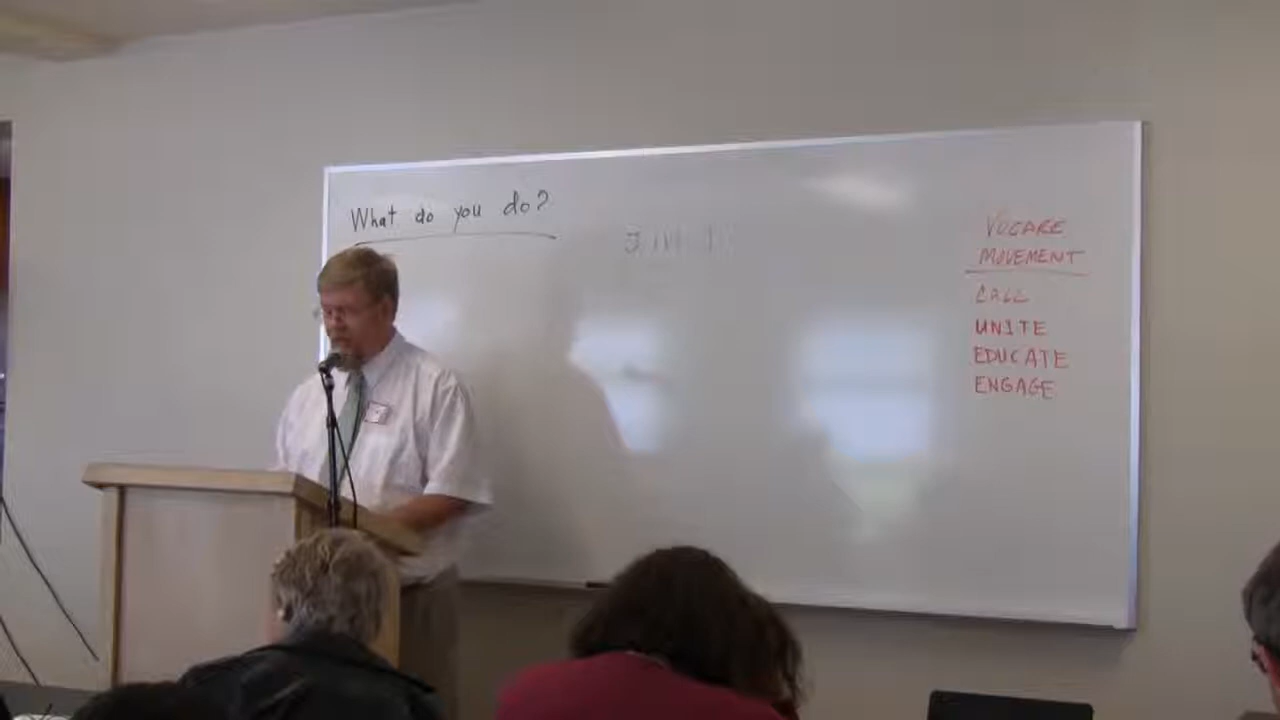 What do you do?
VOCARE
MOVEMENT
CALL
UNITE
EDUCATE
ENGAGE